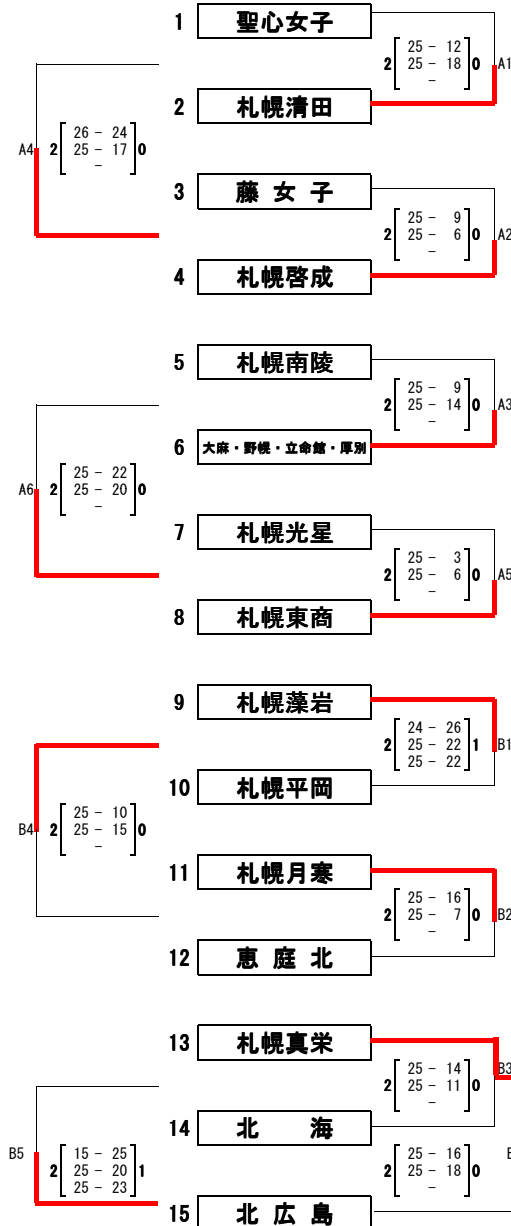 1 聖心女子
25 - 12
2 25 - 18 0 A1
-
2 札幌清田
26 - 24
A4 2 25 - 17 0
-
3 藤女子
25 - 9
2 25 - 6 0 A2
-
4 札幌啓成
5 札幌南陵
25 - 9
2 25 - 14 0 A3
-
6 大麻・野幌・立命館・厚別
25 - 22
A6 2 25 - 20 0
-
7 札幌光星
25 - 3
2 25 - 6 0 A5
-
8 札幌東商
9 札幌藻岩
24 - 26
2 25 - 22 1 B1
25 - 22
10 札幌平岡
25 - 10
B4 2 25 - 15 0
-
11 札幌月寒
25 - 16
2 25 - 7 0 B2
-
12 恵庭北
13 札幌真栄
25 - 14 B3
2 25 - 11 0
-
14 北海
15 - 25
B5 2 25 - 20 1
25 - 23
25 - 16
2 25 - 18 0
-
15 北広島